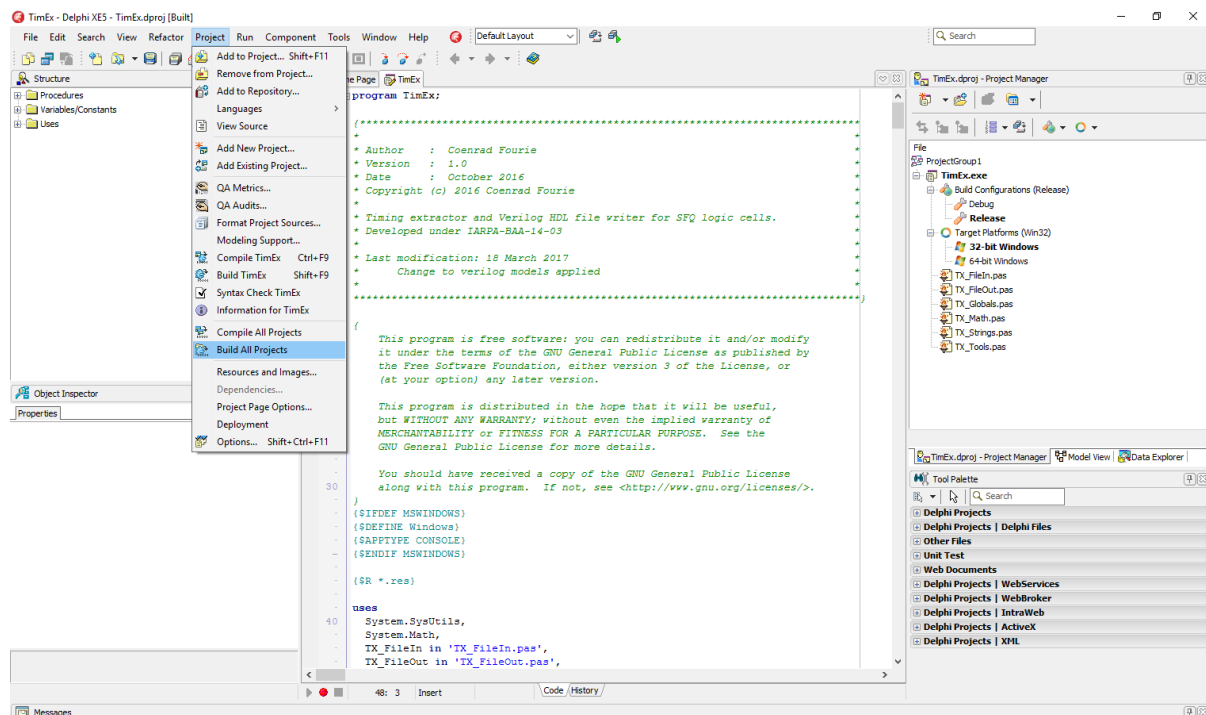 TimEx - Delphi XE5 - TimEx.dproj [Built]
File Edit Search View Refactor Project Run Component Tools Window Help Default Layout Search
Structure
Procedures
Variables/Constants
Uses
Object Inspector
Properties
Add to Project... Shift+F11
Remove from Project...
Add to Repository...
Languages
View Source
Add New Project...
Add Existing Project...
QA Metrics...
QA Audits...
Format Project Sources...
Modeling Support...
Compile TimEx Ctrl+F9
Build TimEx Shift+F9
Syntax Check TimEx
Information for TimEx
Compile All Projects
Build All Projects
Resources and Images...
Dependencies...
Project Page Options...
Deployment
Options... Shift+Ctrl+F11
ne Page TimEx
program TimEx;
{*******************************************************************************
* *
* Author : Coenrad Fourie *
* Version : 1.0 *
* Date : October 2016 *
* Copyright (c) 2016 Coenrad Fourie *
* *
* Timing extractor and Verilog HDL file writer for SFQ logic cells. *
* Developed under IARPA-BAA-14-03 *
* *
* Last modification: 18 March 2017 *
* Change to verilog models applied *
* *
*******************************************************************************}
{
This program is free software: you can redistribute it and/or modify
it under the terms of the GNU General Public License as published by
the Free Software Foundation, either version 3 of the License, or
(at your option) any later version.
This program is distributed in the hope that it will be useful,
but WITHOUT ANY WARRANTY; without even the implied warranty of
MERCHANTABILITY or FITNESS FOR A PARTICULAR PURPOSE. See the
GNU General Public License for more details.
You should have received a copy of the GNU General Public License
30 along with this program. If not, see <http://www.gnu.org/licenses/>.
}
{$IFDEF MSWINDOWS}
{$DEFINE Windows}
{$APPTYPE CONSOLE}
{$ENDIF MSWINDOWS}
{$R *.res}
uses
40 System.SysUtils,
System.Math,
TX_FileIn in 'TX_FileIn.pas',
TX_FileOut in 'TX_FileOut.pas',
48: 3 Insert Code History
Messages
TimEx.dproj - Project Manager
File
ProjectGroup1
TimEx.exe
Build Configurations (Release)
Debug
Release
Target Platforms (Win32)
32-bit Windows
64-bit Windows
TX_FileIn.pas
TX_FileOut.pas
TX_Globals.pas
TX_Math.pas
TX_Strings.pas
TX_Tools.pas
TimEx.dproj - Project Manager Model View Data Explorer
Tool Palette
Search
Delphi Projects
Delphi Projects | Delphi Files
Other Files
Unit Test
Web Documents
Delphi Projects | WebServices
Delphi Projects | WebBroker
Delphi Projects | IntraWeb
Delphi Projects | ActiveX
Delphi Projects | XML